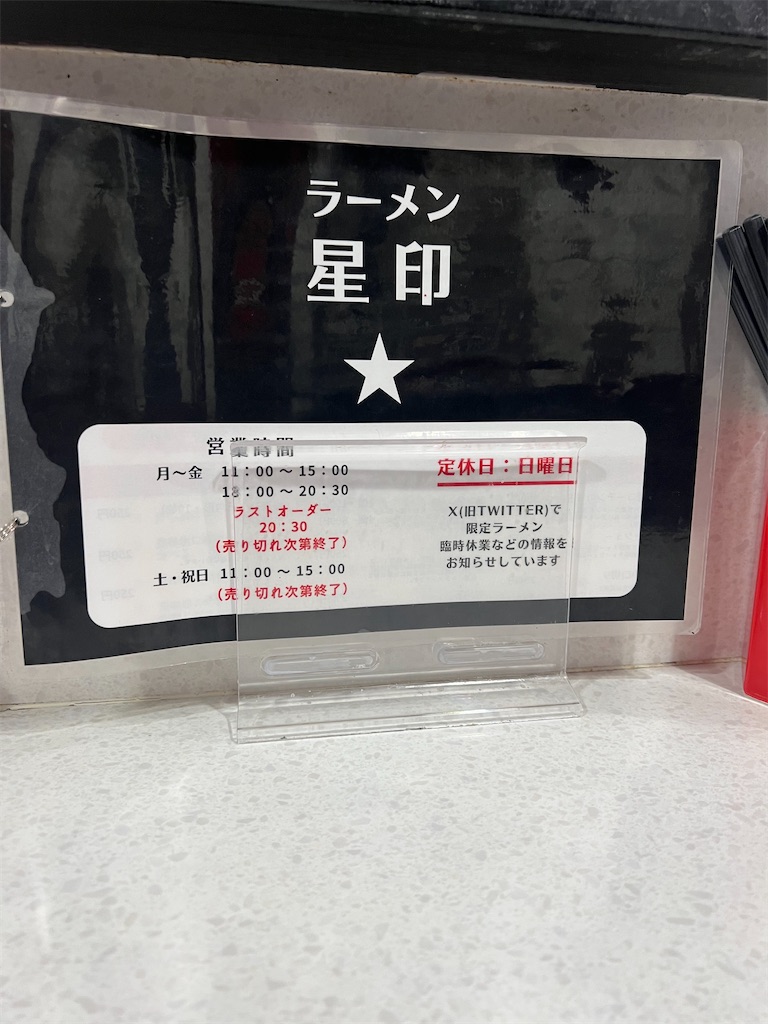 ラーメン
星印
営業時間
月〜金 11:00〜15:00
18:00〜20:30
ラストオーダー
20:30
(売り切れ次第終了)
土・祝日 11:00〜15:00
(売り切れ次第終了)
定休日:日曜日
X(旧TWITTER)で
限定ラーメン
臨時休業などの情報を
お知らせしています